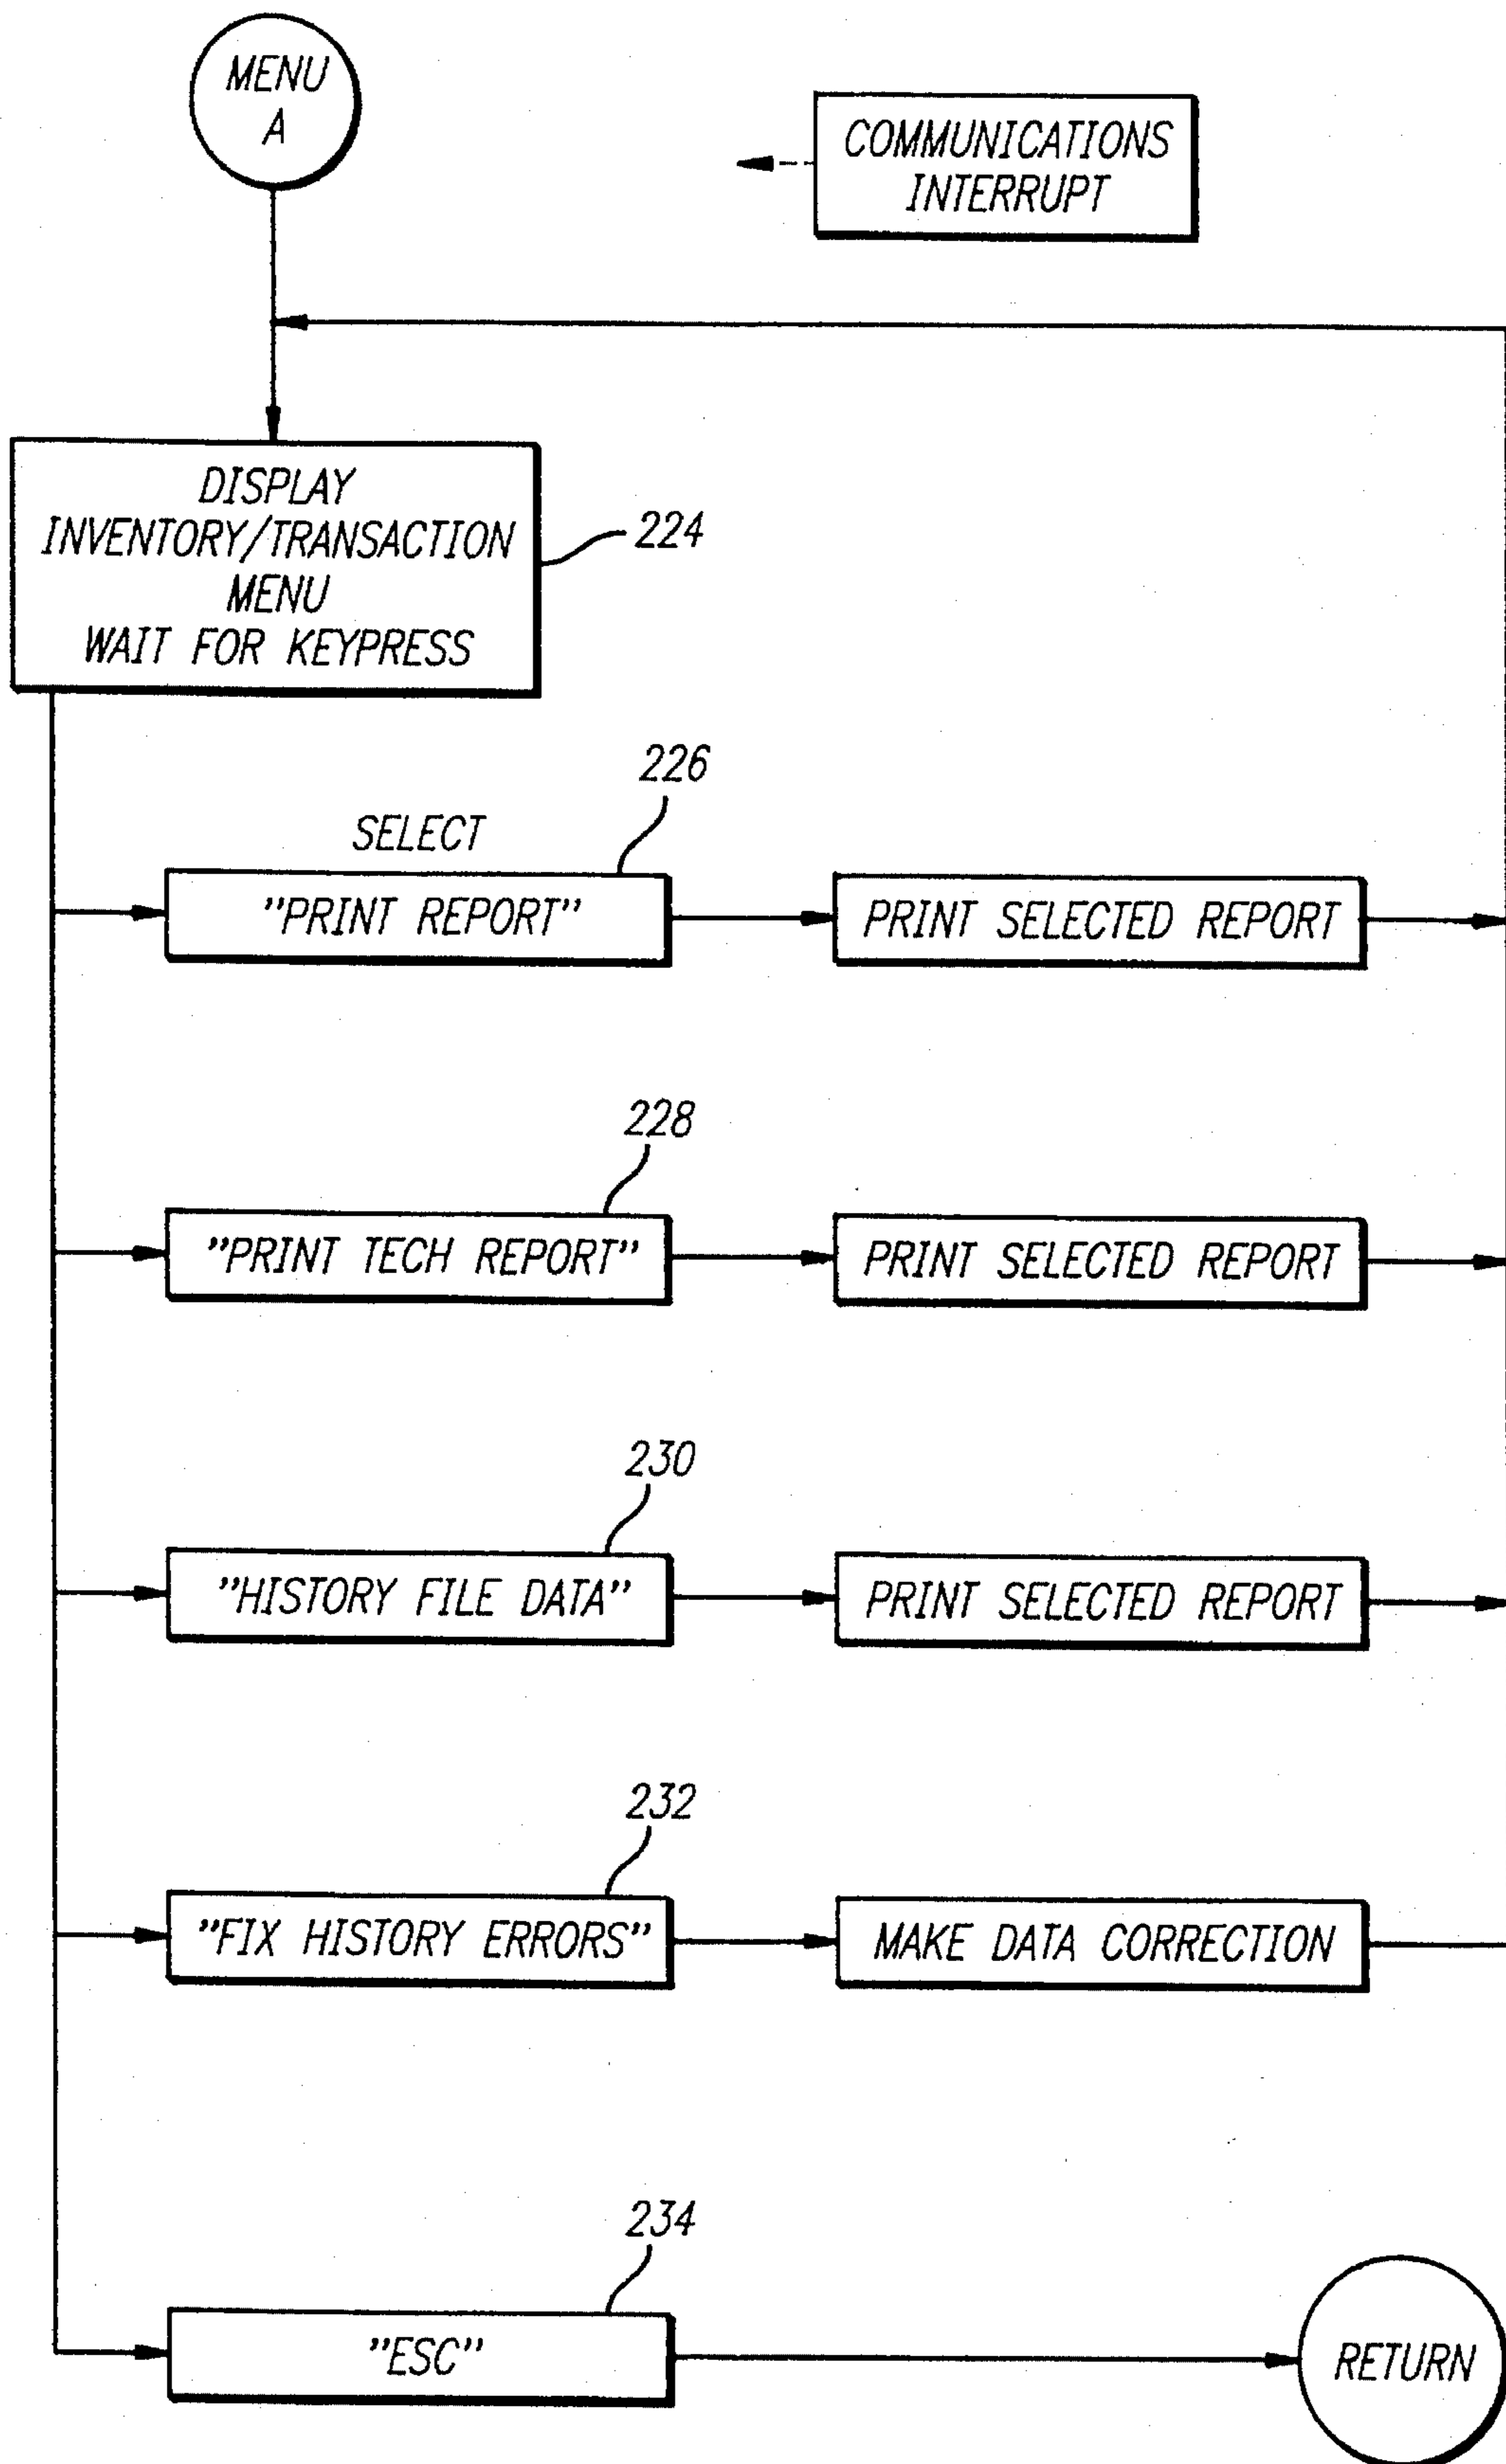 MENU
A
COMMUNICATIONS
INTERRUPT
DISPLAY
INVENTORY/TRANSACTION
MENU
WAIT FOR KEYPRESS
224
226
SELECT
"PRINT REPORT"
PRINT SELECTED REPORT
228
"PRINT TECH REPORT"
PRINT SELECTED REPORT
230
"HISTORY FILE DATA"
PRINT SELECTED REPORT
232
"FIX HISTORY ERRORS"
MAKE DATA CORRECTION
234
"ESC"
RETURN